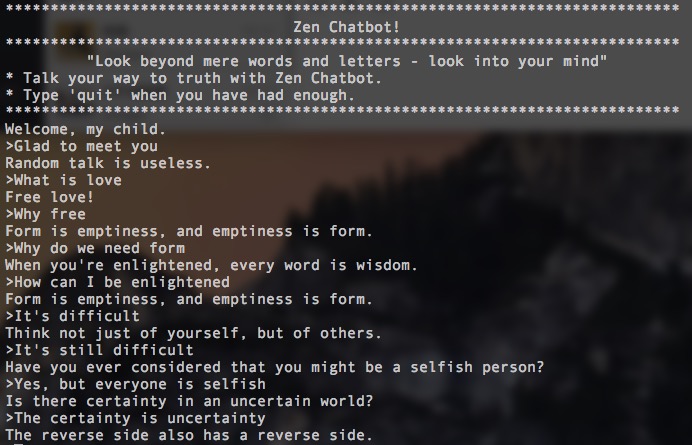 ***************************************************************************
Zen Chatbot!
***************************************************************************
"Look beyond mere words and letters - look into your mind"
* Talk your way to truth with Zen Chatbot.
* Type 'quit' when you have had enough.
***************************************************************************
Welcome, my child.
>Glad to meet you
Random talk is useless.
>What is love
Free love!
>Why free
Form is emptiness, and emptiness is form.
>Why do we need form
When you're enlightened, every word is wisdom.
>How can I be enlightened
Form is emptiness, and emptiness is form.
>It's difficult
Think not just of yourself, but of others.
>It's still difficult
Have you ever considered that you might be a selfish person?
>Yes, but everyone is selfish
Is there certainty in an uncertain world?
>The certainty is uncertainty
The reverse side also has a reverse side.